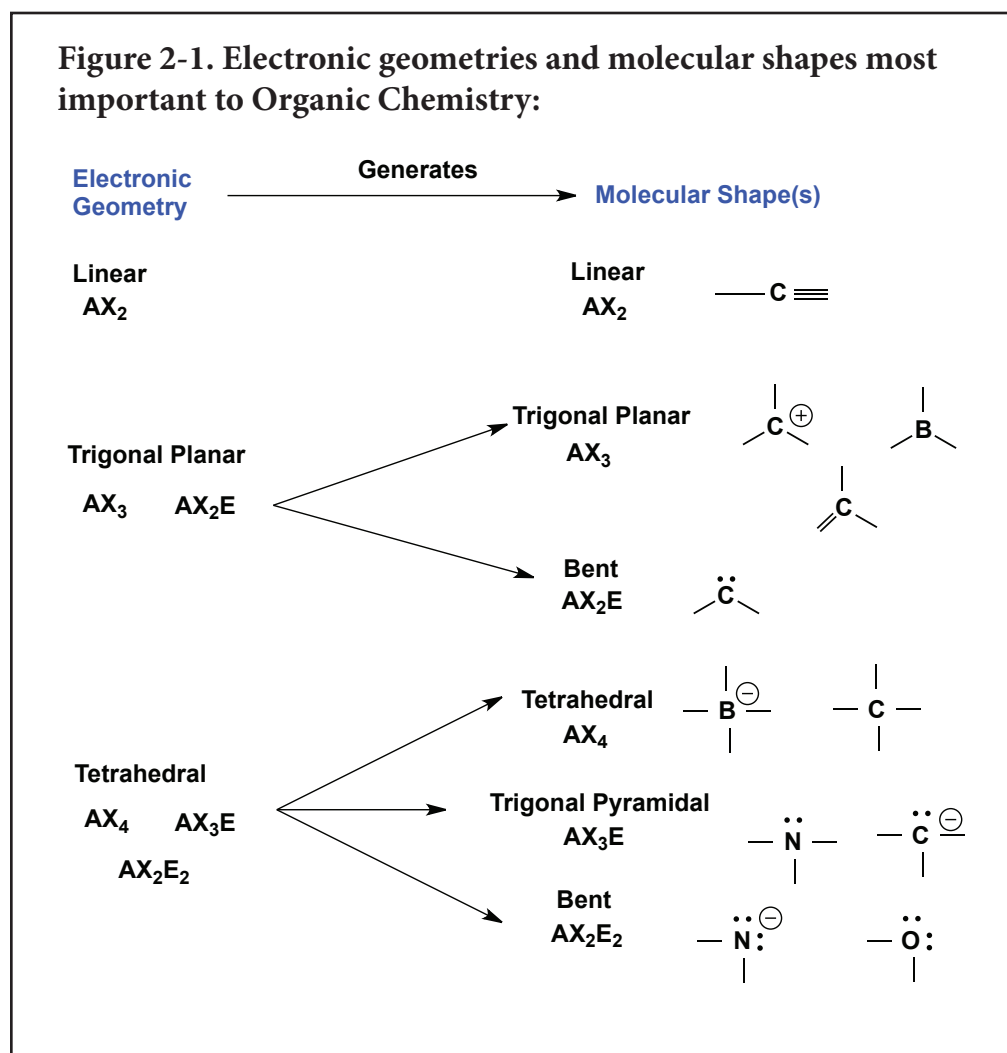 Figure 2-1. Electronic geometries and molecular shapes most
important to Organic Chemistry:
Electronic
Geometry
Generates
Molecular Shape(s)
Linear
AX₂
Linear
AX₂
C
Trigonal Planar
AX₃ AX₂E
Trigonal Planar
AX₃
C ⊕
B
C
Bent
AX₂E
C̈
Tetrahedral
AX₄ AX₃E
AX₂E₂
Tetrahedral
AX₄
B ⊖
C
Trigonal Pyramidal
AX₃E
N̈
C̈ ⊖
Bent
AX₂E₂
N̈: ⊖
Ö: